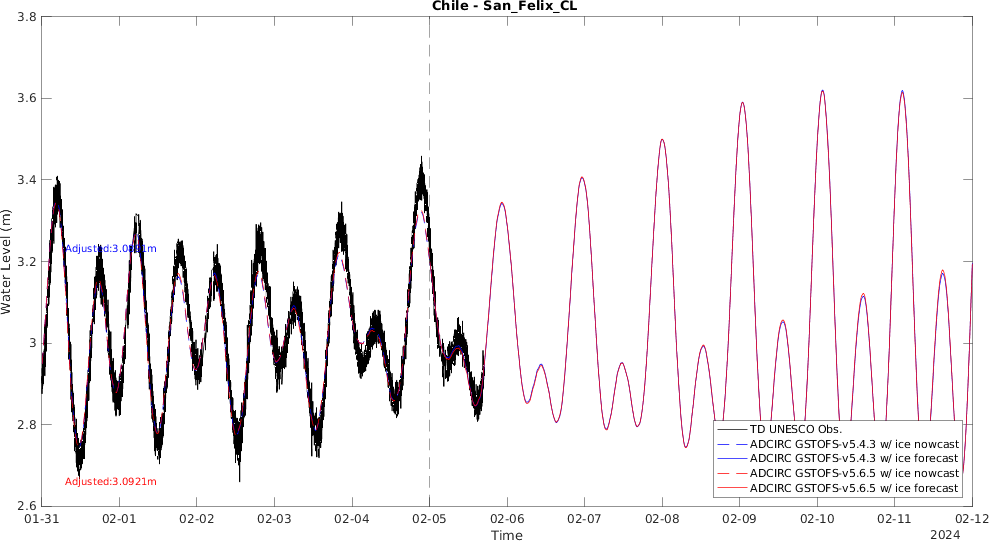 Chile - San_Felix_CL
3.8
3.6
3.4
3.2
3
2.8
2.6
Water Level (m)
Adjusted:3.0921m
TD UNESCO Obs.
ADCIRC GSTOFS-v5.4.3 w/ ice nowcast
ADCIRC GSTOFS-v5.4.3 w/ ice forecast
ADCIRC GSTOFS-v5.6.5 w/ ice nowcast
ADCIRC GSTOFS-v5.6.5 w/ ice forecast
01-31 02-01 02-02 02-03 02-04 02-05 02-06 02-07 02-08 02-09 02-10 02-11 02-12
Time
2024